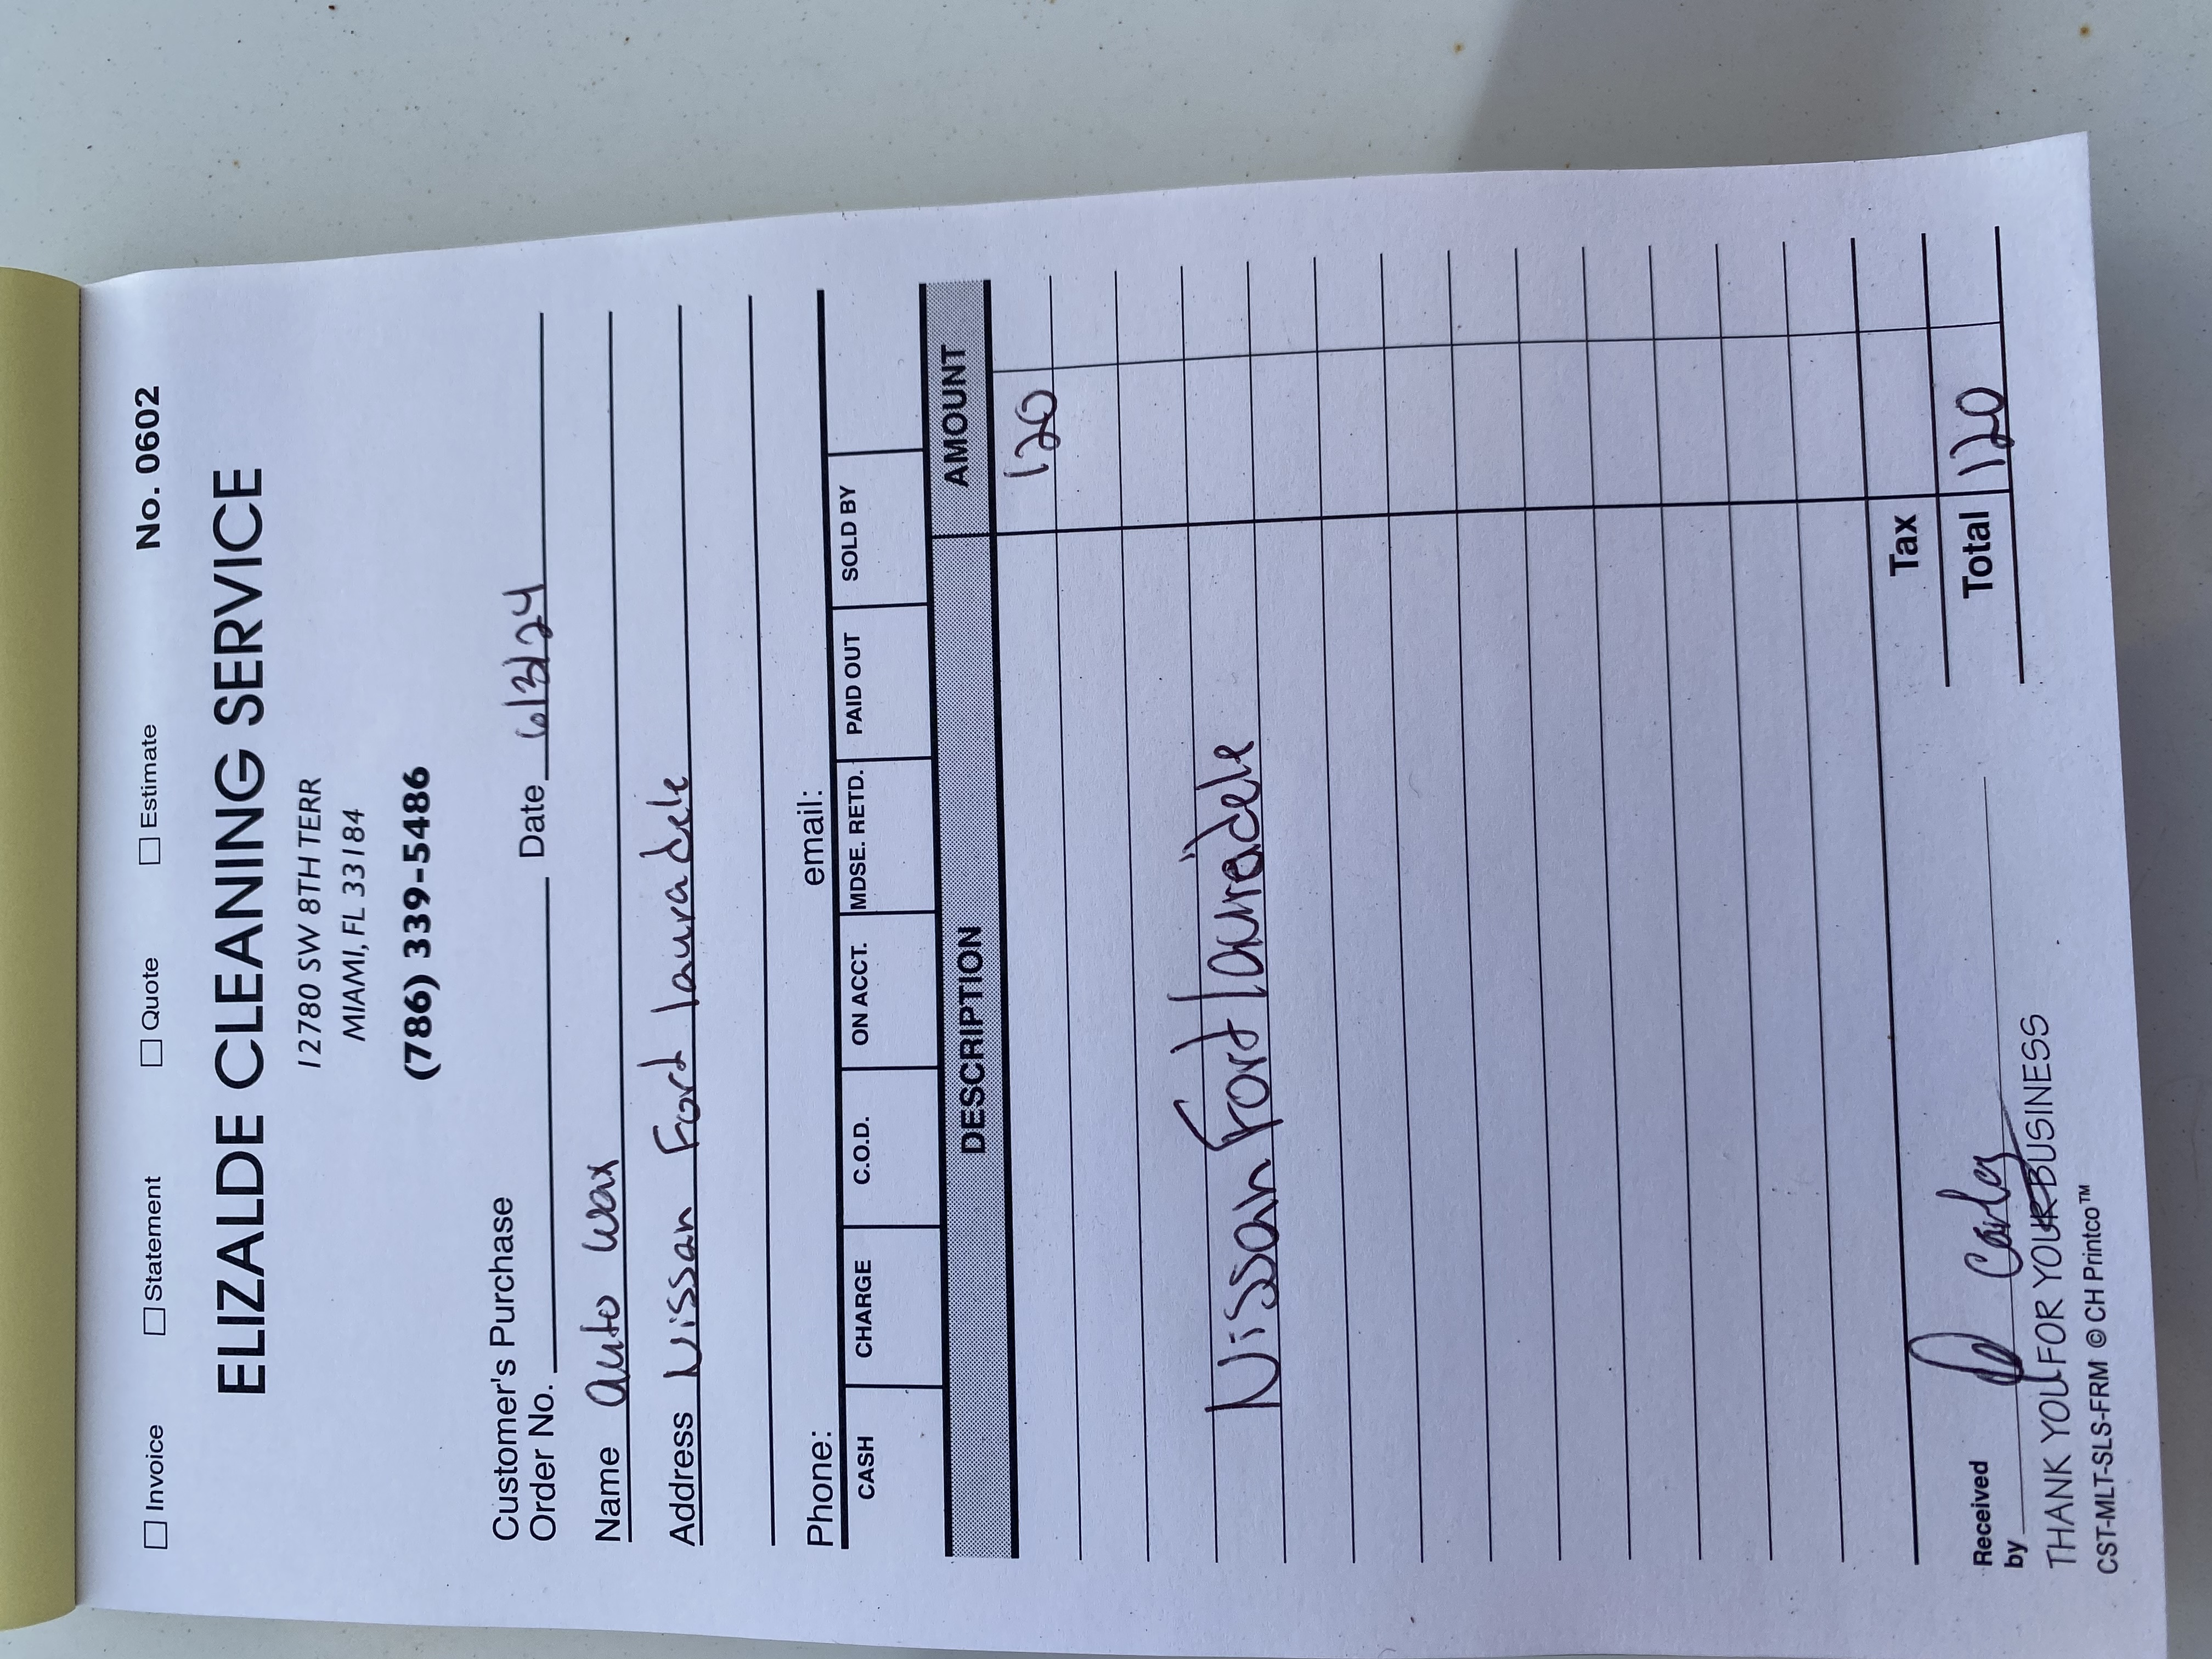 No. 0602
Invoice Statement Quote Estimate
ELIZALDE CLEANING SERVICE
12780 SW 8TH TERR
MIAMI, FL 33184
(786) 339-5486
Customer's Purchase
Order No. Date 6/3/24
Name Auto Wax
Address Nissan Fort lauradele
Phone: email:
CASH CHARGE C.O.D. ON ACCT. MDSE. RETD. PAID OUT SOLD BY
DESCRIPTION AMOUNT
120
Nissan Fort
Tax
Total 120
Received
by
THANK YOU FOR YOUR BUSINESS
CST-MLT-SLS-FRM © CH Printco™